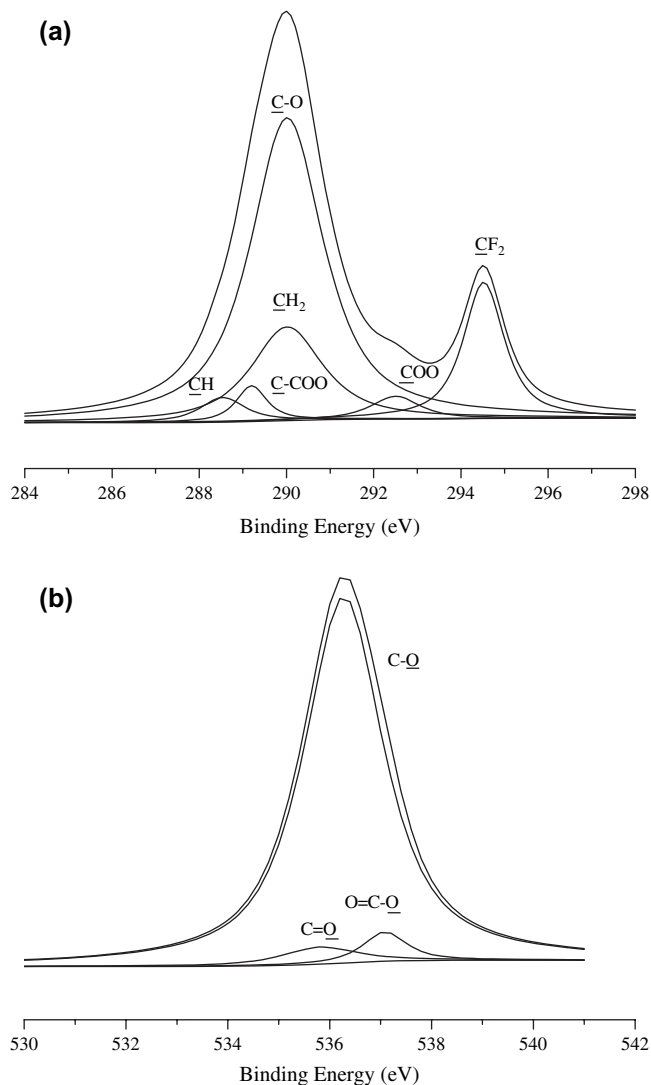 (a)
C-O
CF₂
CH₂
CH
C-COO
COO
284 286 288 290 292 294 296 298
Binding Energy (eV)
(b)
C-O
O=C-O
C=O
530 532 534 536 538 540 542
Binding Energy (eV)